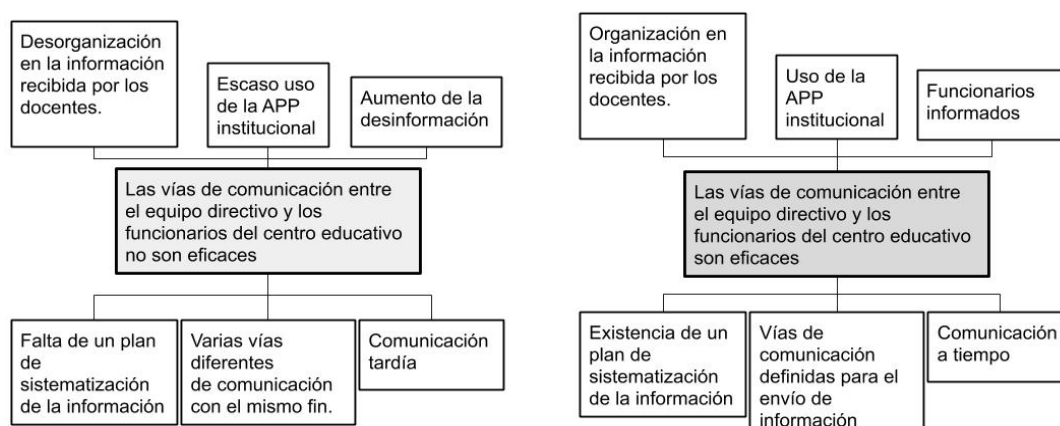 Desorganización
en la información
recibida por los
docentes.
Escaso uso
de la APP
institucional
Aumento de la
desinformación
Las vías de comunicación entre
el equipo directivo y los
funcionarios del centro educativo
no son eficaces
Falta de un plan
de
sistematización
de la información
Varias vías
diferentes
de comunicación
con el mismo fin.
Comunicación
tardía
Organización en
la información
recibida por los
docentes.
Uso de la
APP
institucional
Funcionarios
informados
Las vías de comunicación entre
el equipo directivo y los
funcionarios del centro educativo
son eficaces
Existencia de un
plan de
sistematización
de la información
Vías de
comunicación
definidas para el
envío de
información
Comunicación
a tiempo